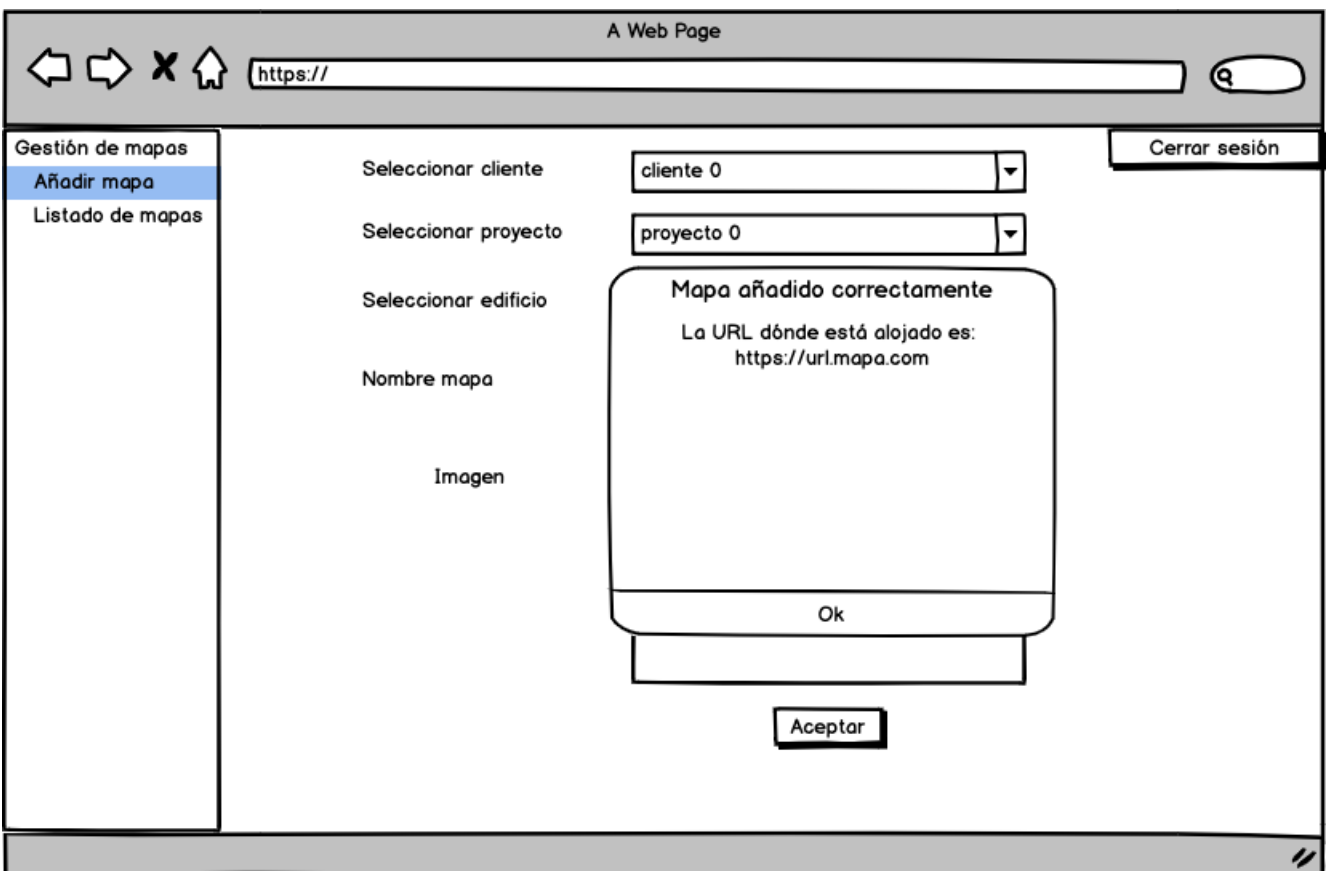 A Web Page
https://
Gestión de mapas
Añadir mapa
Listado de mapas
Cerrar sesión
Seleccionar cliente
cliente 0
Seleccionar proyecto
proyecto 0
Seleccionar edificio
Nombre mapa
Imagen
Mapa añadido correctamente
La URL dónde está alojado es:
https://url.mapa.com
Ok
Aceptar